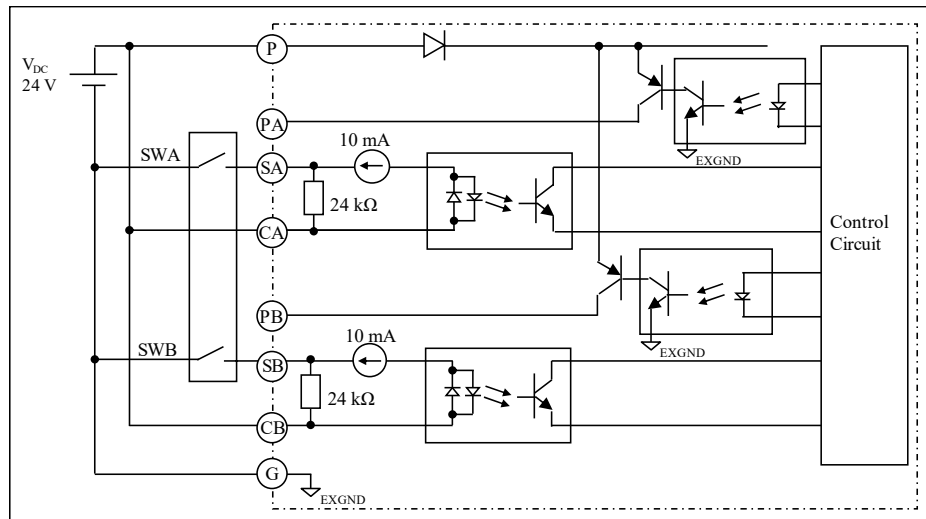 P
V_DC
24 V
PA
EXGND
10 mA
SWA
SA
24 kΩ
CA
Control
Circuit
PB
10 mA
EXGND
SWB
SB
24 kΩ
CB
G
EXGND